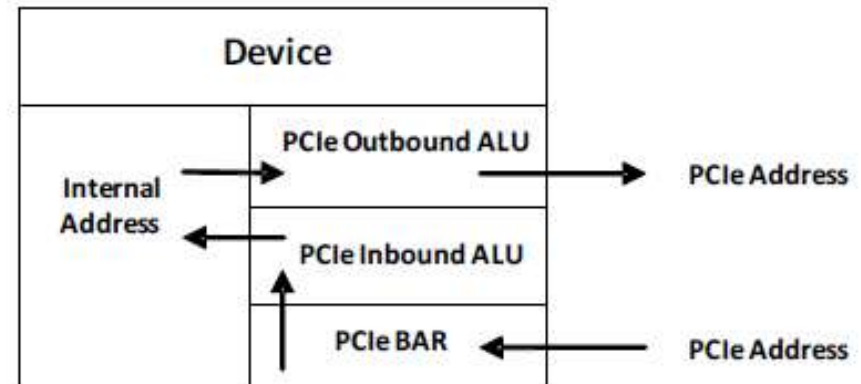 Device
PCIe Outbound ALU
Internal
Address
PCIe Address
PCIe Inbound ALU
PCIe BAR
PCIe Address